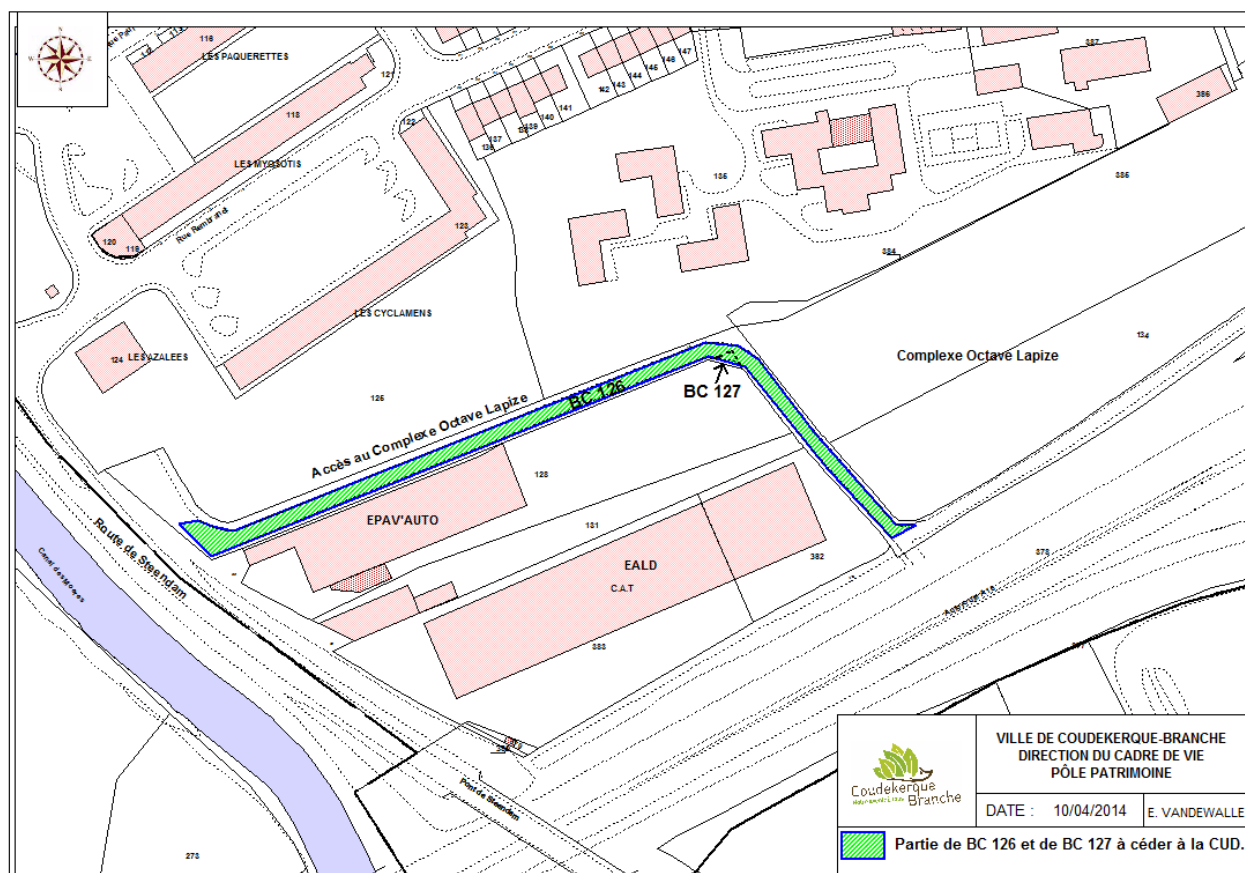 116
LES PAQUERETTES
121
118
LES MYOSOTIS
120
119
Rue Rembrandt
122
123
LES CYCLAMENS
124
LES AZALEES
136
137
139
140
141
142
143
144
145
146
147
135
387
386
385
384
134
Complexe Octave Lapize
126
BC 126
BC 127
Accès au Complexe Octave Lapize
128
EPAV'AUTO
131
EALD
C.A.T
382
383
378
Route de Steendam
Canal des Moëres
Pont de Steendam
273
VILLE DE COUDEKERQUE-BRANCHE
DIRECTION DU CADRE DE VIE
PÔLE PATRIMOINE
Coudekerque
Branche
DATE : 10/04/2014
E. VANDEWALLE
Partie de BC 126 et de BC 127 à céder à la CUD.